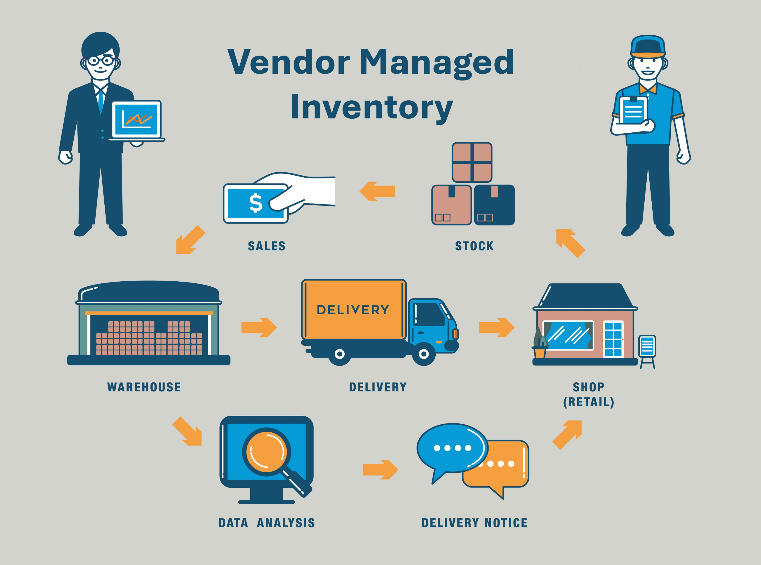 Vendor Managed
Inventory
$
SALES
STOCK
DELIVERY
WAREHOUSE
DELIVERY
SHOP
(RETAIL)
DATA ANALYSIS
DELIVERY NOTICE